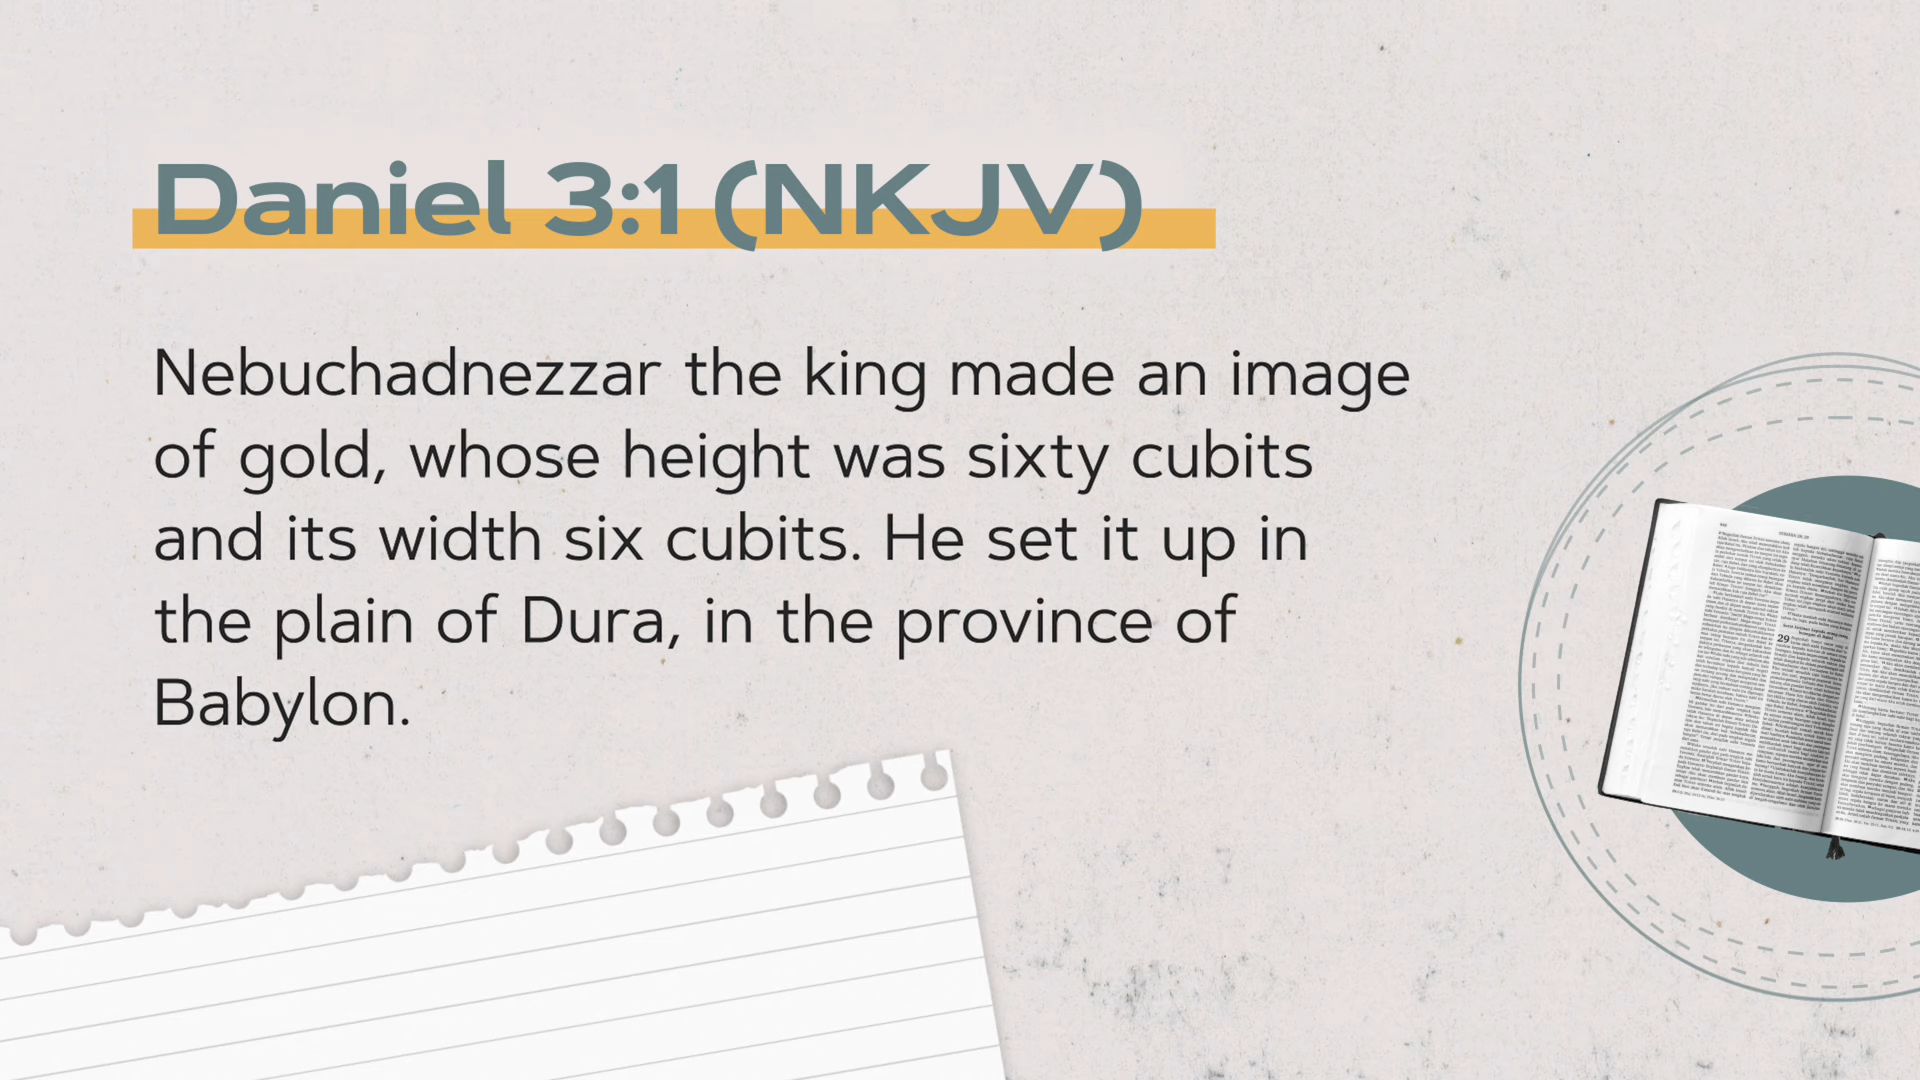 Daniel 3:1 (NKJV)
Nebuchadnezzar the king made an image
of gold, whose height was sixty cubits
and its width six cubits. He set it up in
the plain of Dura, in the province of
Babylon.
29